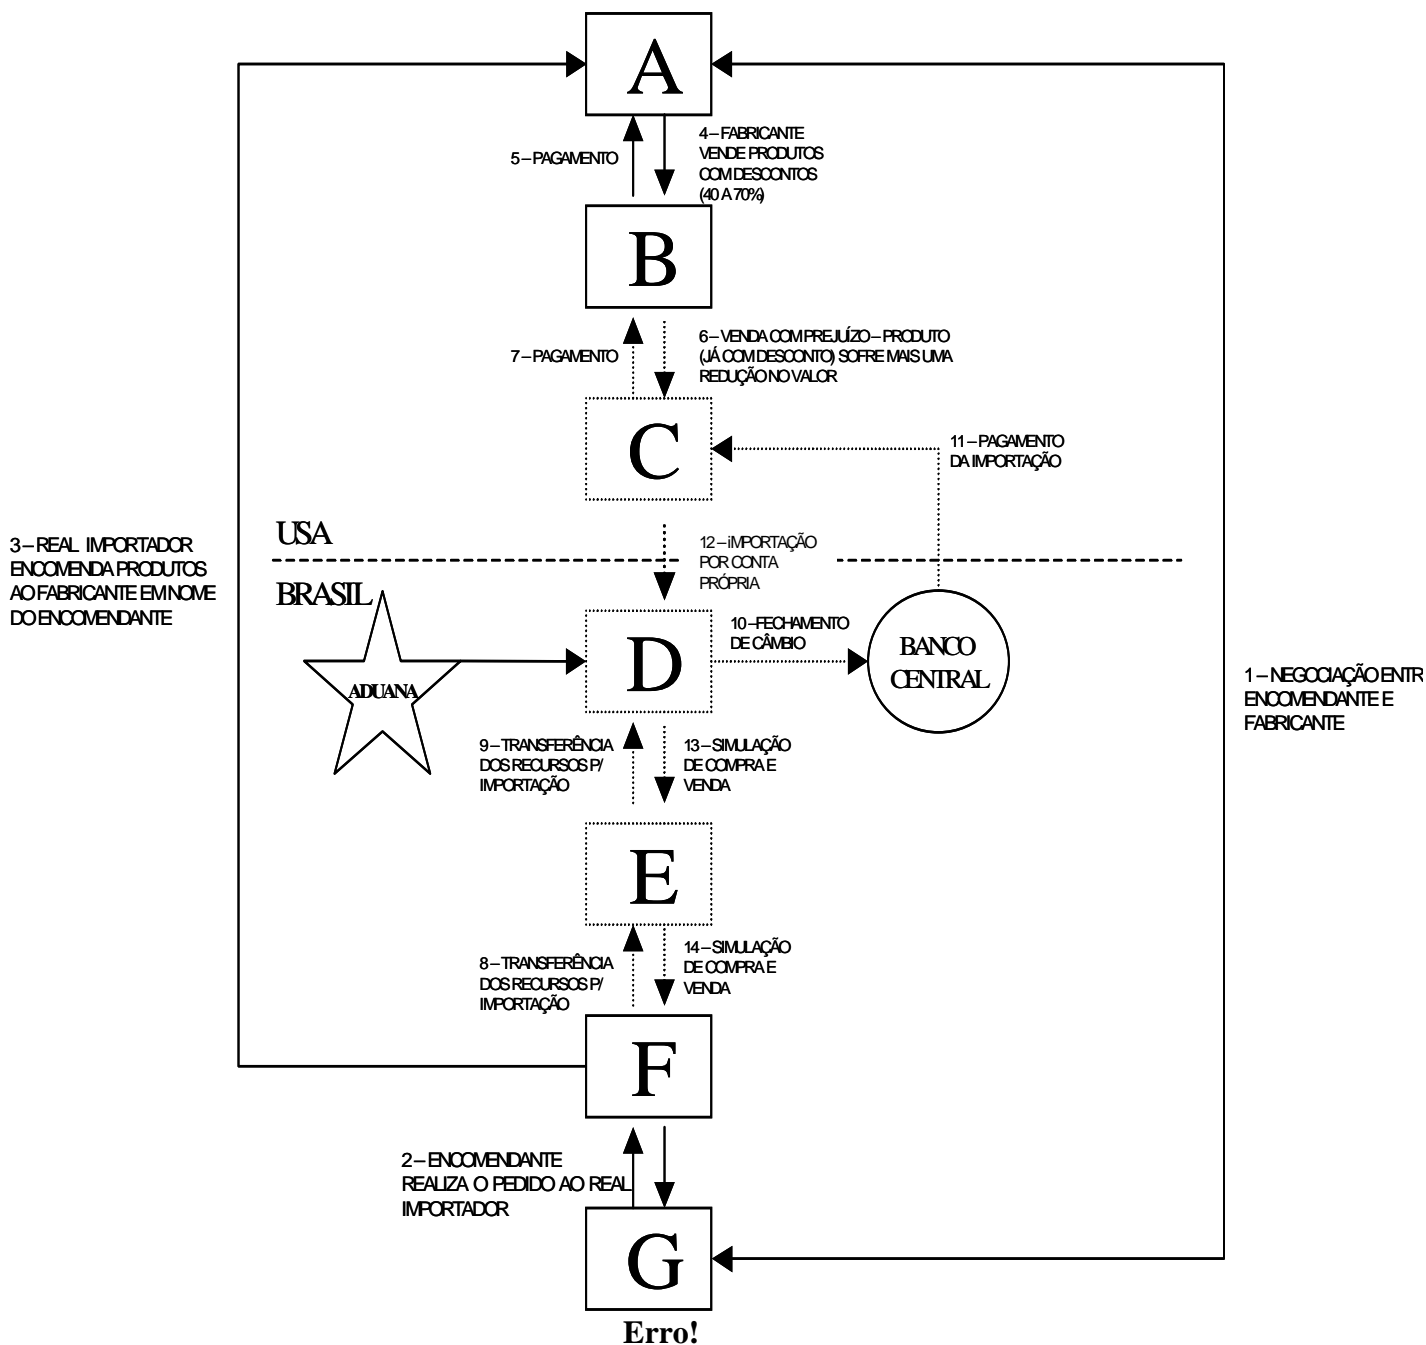 A
5 – PAGAMENTO
4 – FABRICANTE
VENDE PRODUTOS
COM DESCONTOS
(40 A 70%)
B
7 – PAGAMENTO
6 – VENDA COM PREJUÍZO – PRODUTO
(JÁ COM DESCONTO) SOFRE MAIS UMA
REDUÇÃO NO VALOR
C
11 – PAGAMENTO
DA IMPORTAÇÃO
3 – REAL IMPORTADOR
ENCOMENDA PRODUTOS
AO FABRICANTE EM NOME
DO ENCOMENDANTE
USA
BRASIL
12 – iMPORTAÇÃO
POR CONTA
PRÓPRIA
ADUANA
D
10 –FECHAMENTO
DE CÂMBIO
BANCO
CENTRAL
1 – NEGOCIAÇÃO ENTR
ENCOMENDANTE E
FABRICANTE
9 – TRANSFERÊNCIA
DOS RECURSOS P/
IMPORTAÇÃO
13 – SIMULAÇÃO
DE COMPRA E
VENDA
E
8 – TRANSFERÊNCIA
DOS RECURSOS P/
IMPORTAÇÃO
14 – SIMULAÇÃO
DE COMPRA E
VENDA
F
2 – ENCOMENDANTE
REALIZA O PEDIDO AO REAL
IMPORTADOR
G
Erro!